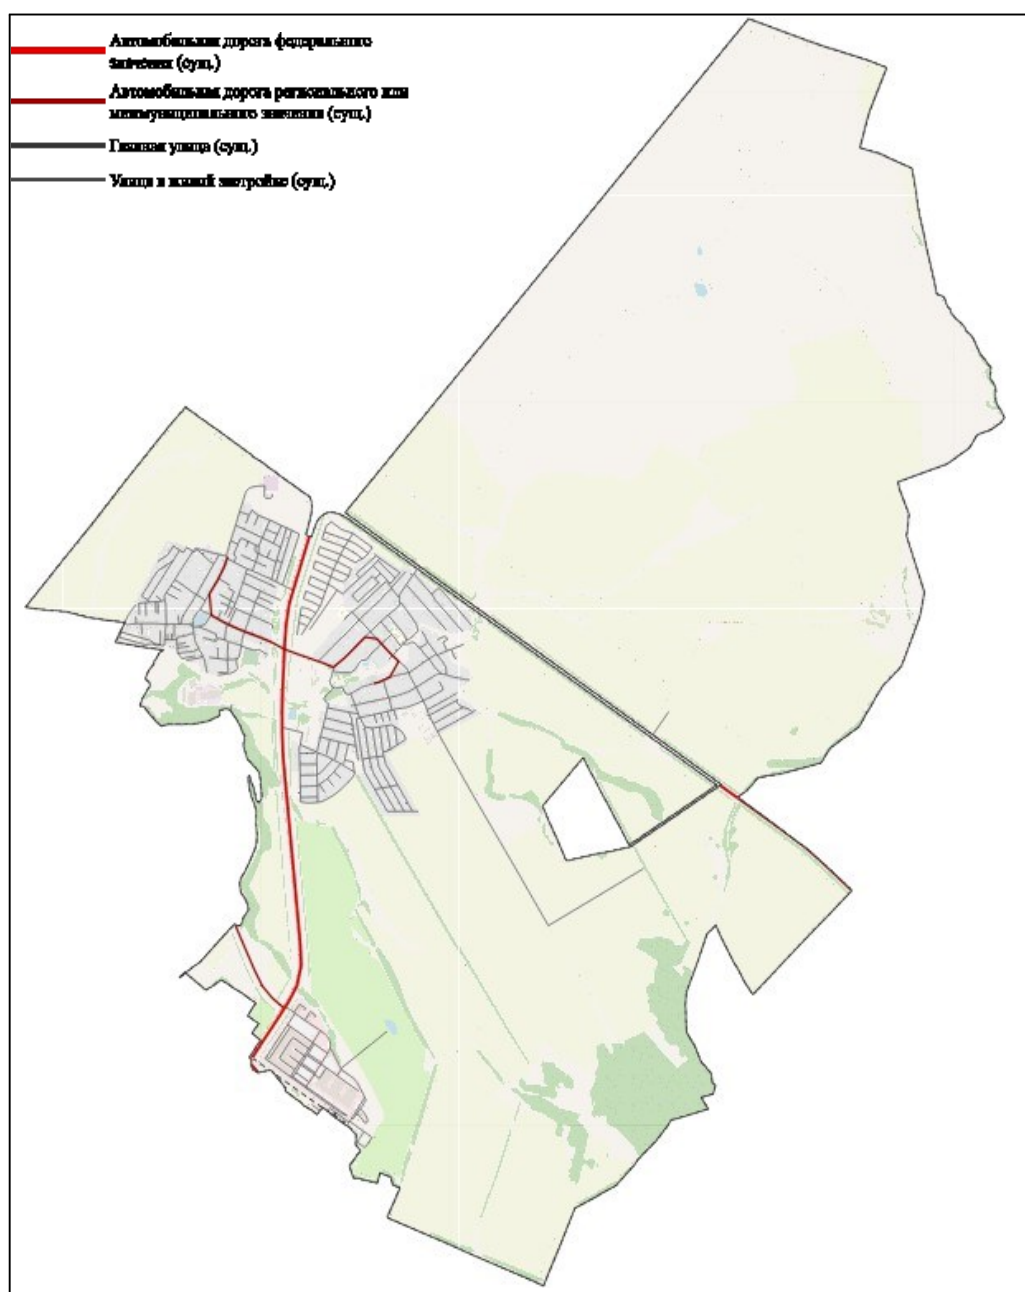 Автомобильная дорога федерального
значения (сущ.)
Автомобильная дорога регионального или
межмуниципального значения (сущ.)
Главная улица (сущ.)
Улица в жилой застройке (сущ.)